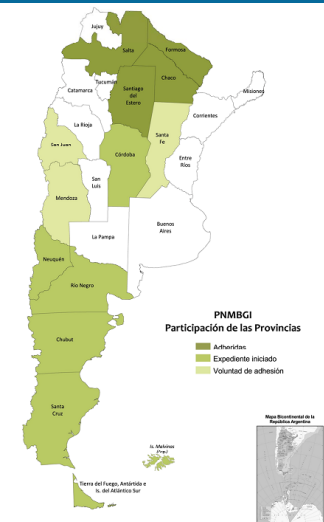 Jujuy
Salta
Formosa
Tucumán
Chaco
Catamarca
Santiago
del
Estero
Misiones
Corrientes
La Rioja
Santa
Fe
San Juan
Córdoba
Entre
Ríos
San
Luis
Mendoza
Buenos
Aires
La Pampa
Neuquén
Río Negro
PNMBGI
Participación de las Provincias
Adheridas
Expediente iniciado
Voluntad de adhesión
Chubut
Santa
Cruz
Mapa Bicontinental de la
República Argentina
Is. Malvinas
(Arg.)
Tierra del Fuego, Antártida e
Is. del Atlántico Sur